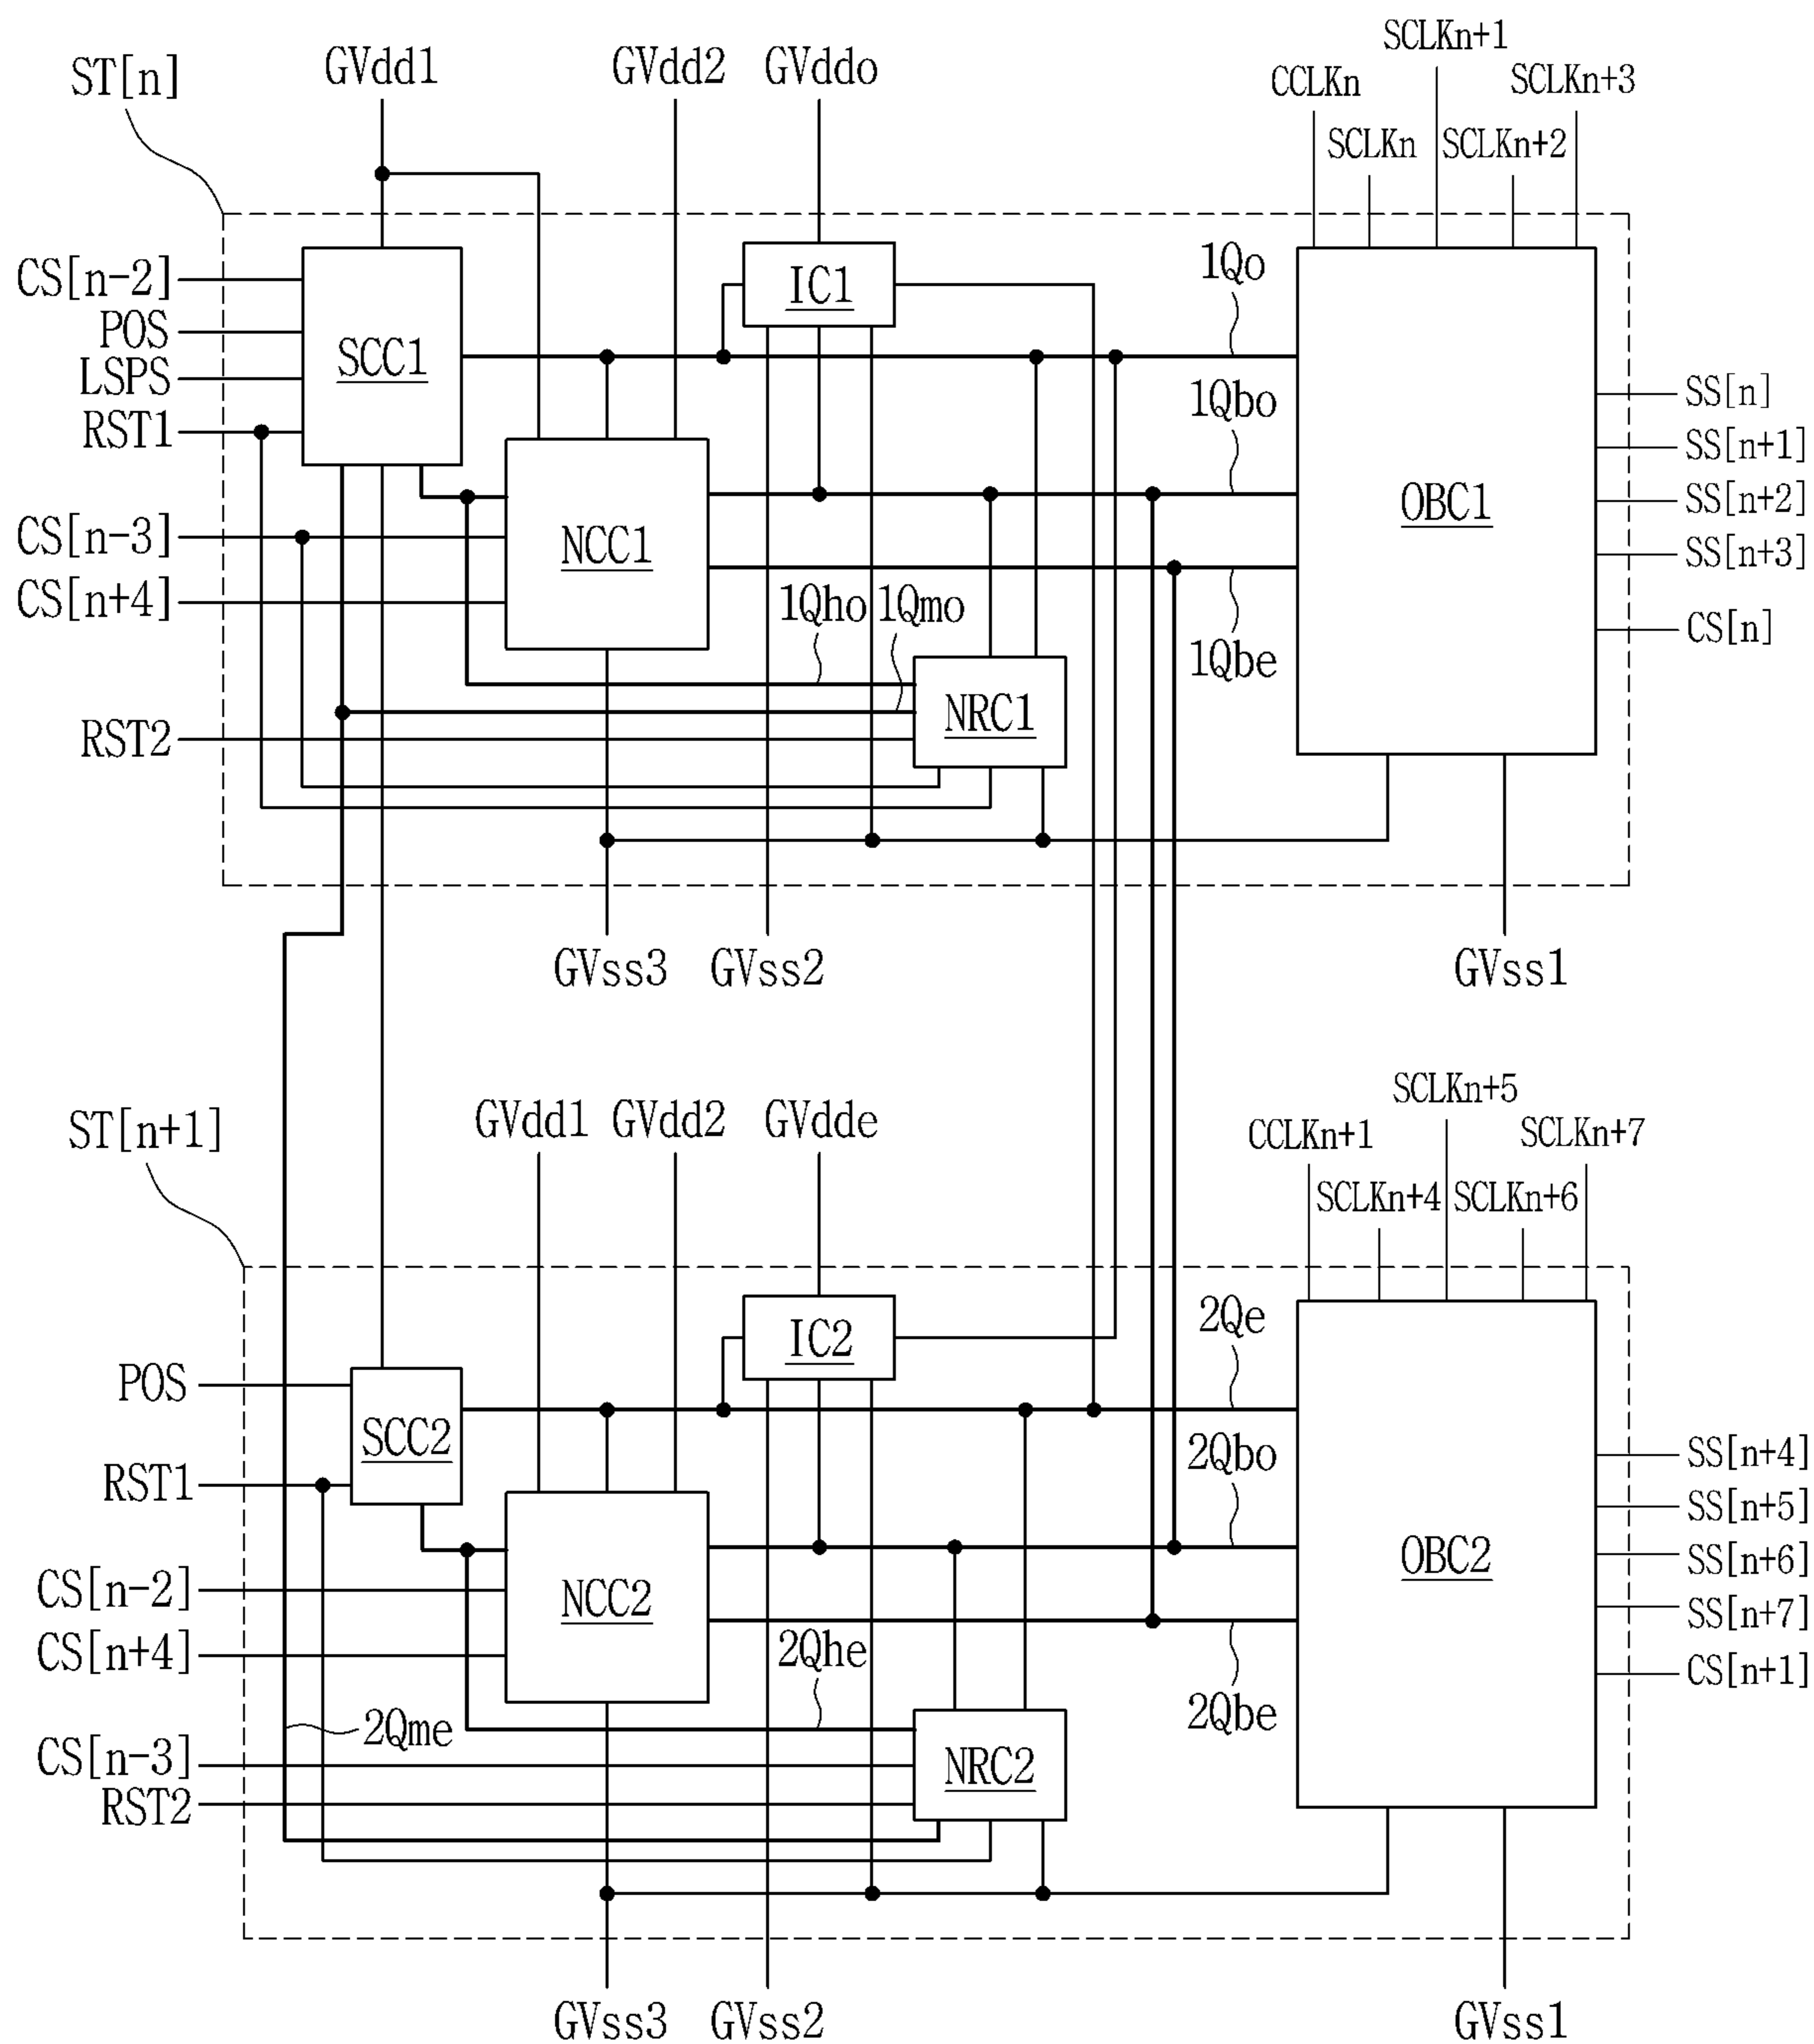 SCLKn+1
GVdd1
GVdd2
GVddo
ST[n]
CCLKn
SCLKn+3
SCLKn
SCLKn+2
CS[n-2]
POS
LSPS
RST1
SCC1
IC1
1Qo
1Qbo
OBC1
SS[n]
SS[n+1]
SS[n+2]
SS[n+3]
CS[n]
CS[n-3]
CS[n+4]
NCC1
1Qho
1Qmo
1Qbe
NRC1
RST2
GVss3
GVss2
GVss1
SCLKn+5
ST[n+1]
GVdd1
GVdd2
GVdde
CCLKn+1
SCLKn+7
SCLKn+4
SCLKn+6
POS
RST1
SCC2
IC2
2Qe
2Qbo
OBC2
SS[n+4]
SS[n+5]
SS[n+6]
SS[n+7]
CS[n+1]
CS[n-2]
CS[n+4]
NCC2
2Qhe
2Qbe
2Qme
CS[n-3]
RST2
NRC2
GVss3
GVss2
GVss1